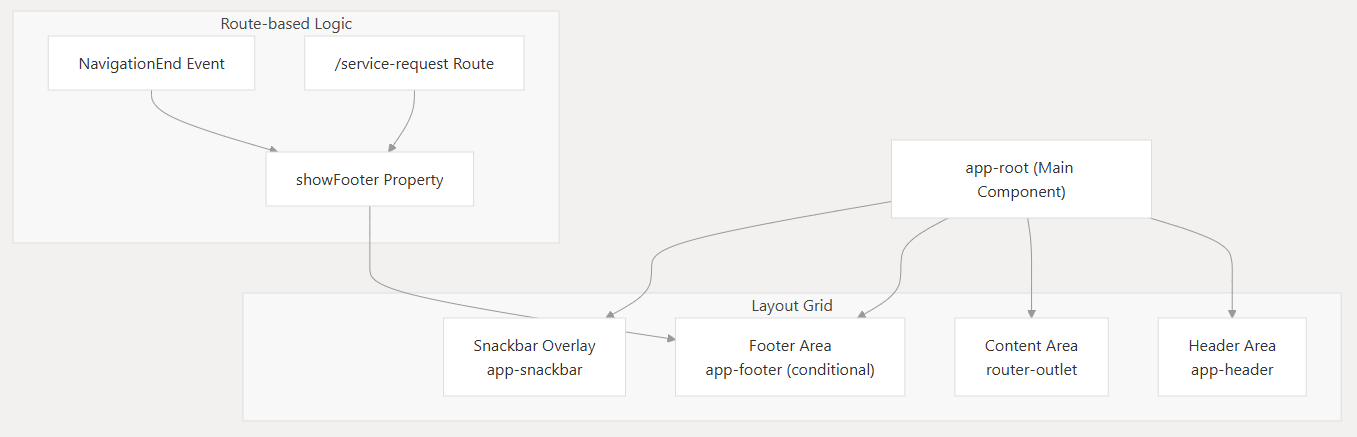 Route-based Logic
NavigationEnd Event
/service-request Route
showFooter Property
app-root (Main
Component)
Layout Grid
Snackbar Overlay
app-snackbar
Footer Area
app-footer (conditional)
Content Area
router-outlet
Header Area
app-header